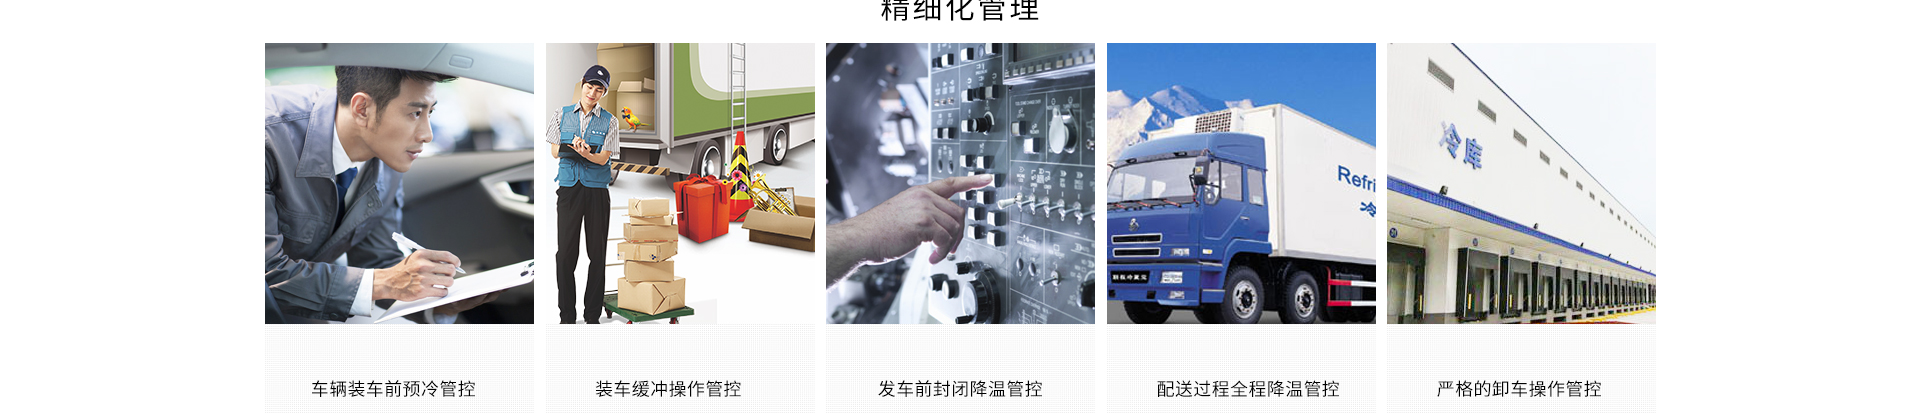 精细化管理
Refri
冷
冷库
车辆装车前预冷管控
装车缓冲操作管控
发车前封闭降温管控
配送过程全程降温管控
严格的卸车操作管控